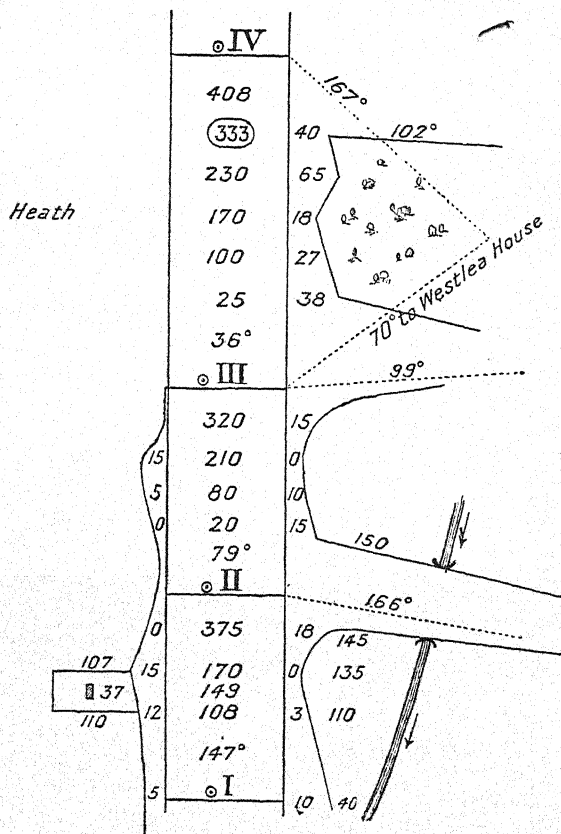 ⊙ IV
408
167°
333 40 102°
230 65
Heath 170 18
100 27
25 38
70° to Westlea House
36°
⊙ III 99°
320 15
15 210 0
5 80 10
0 20 15
79° 150
⊙ II
166°
0 375 18 145
107 15 170 0 135
37 149
110 12 108 3 110
147°
5 ⊙ I 10 40